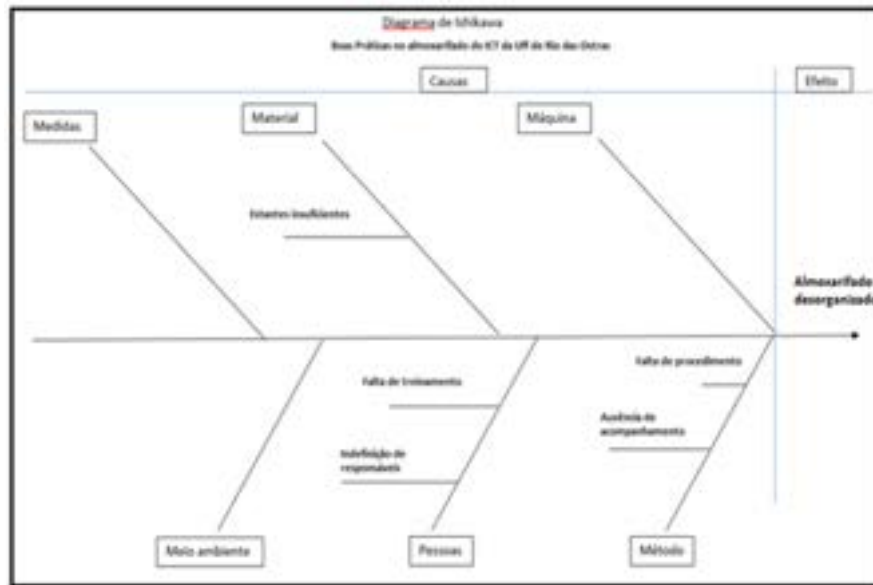 Diagrama de Ishikawa
Boas Práticas no almoxarifado do ICT da Uff de Rio das Ostras
Causas
Efeito
Medidas
Material
Máquina
Estantes insuficientes
Almoxarifado
desorganizado
Falta de procedimento
Falta de treinamento
Ausência de
acompanhamento
Indefinição de
responsáveis
Meio ambiente
Pessoas
Método